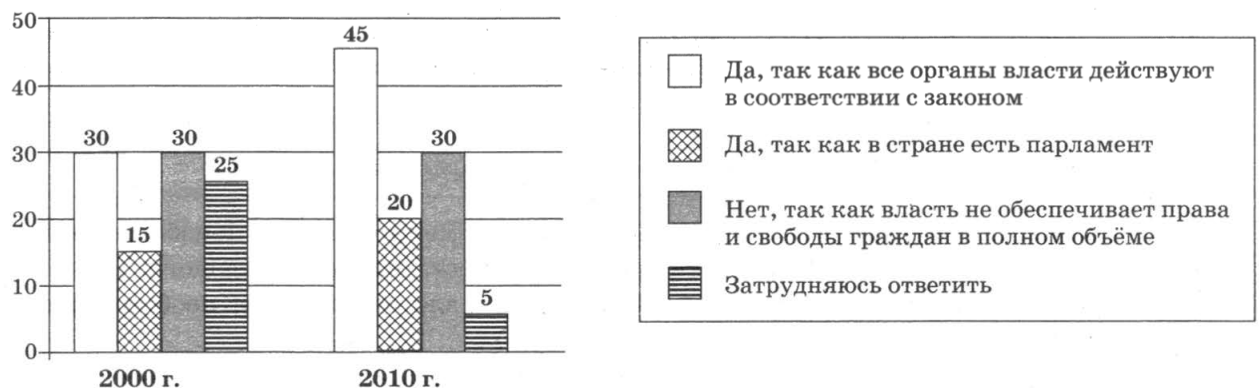 50
40
30
20
10
0
30
15
30
25
45
20
30
5
2000 г.
2010 г.
Да, так как все органы власти действуют
в соответствии с законом
Да, так как в стране есть парламент
Нет, так как власть не обеспечивает права
и свободы граждан в полном объёме
Затрудняюсь ответить